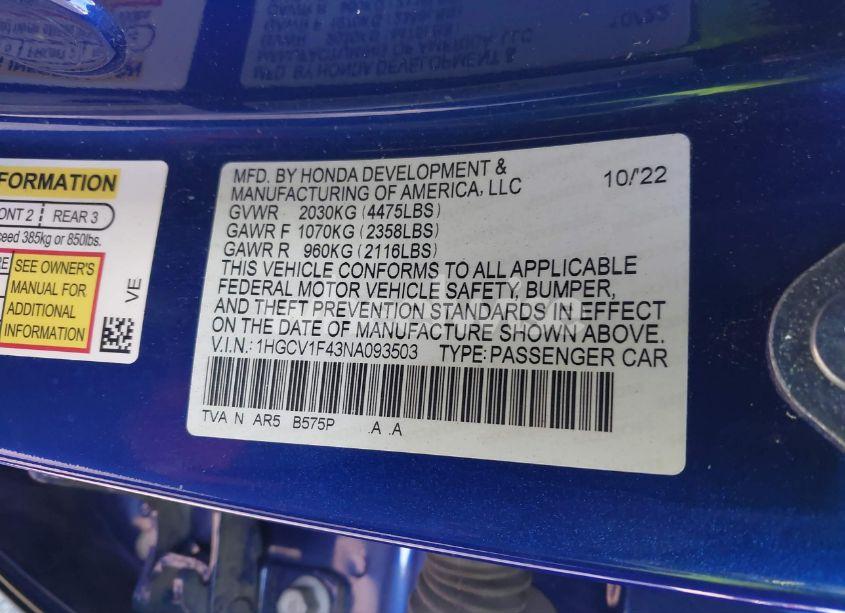 FORMATION
ONT 2 | REAR 3
ceed 385kg or 850lbs.
SEE OWNER'S
MANUAL FOR
ADDITIONAL
INFORMATION
VE
MFD. BY HONDA DEVELOPMENT &
MANUFACTURING OF AMERICA, LLC
10/'22
GVWR 2030KG (4475LBS)
GAWR F 1070KG (2358LBS)
GAWR R 960KG (2116LBS)
THIS VEHICLE CONFORMS TO ALL APPLICABLE
FEDERAL MOTOR VEHICLE SAFETY, BUMPER,
AND THEFT PREVENTION STANDARDS IN EFFECT
ON THE DATE OF MANUFACTURE SHOWN ABOVE.
V.I.N.: 1HGCV1F43NA093503 TYPE: PASSENGER CAR
TVA N AR5 B575P .A .A